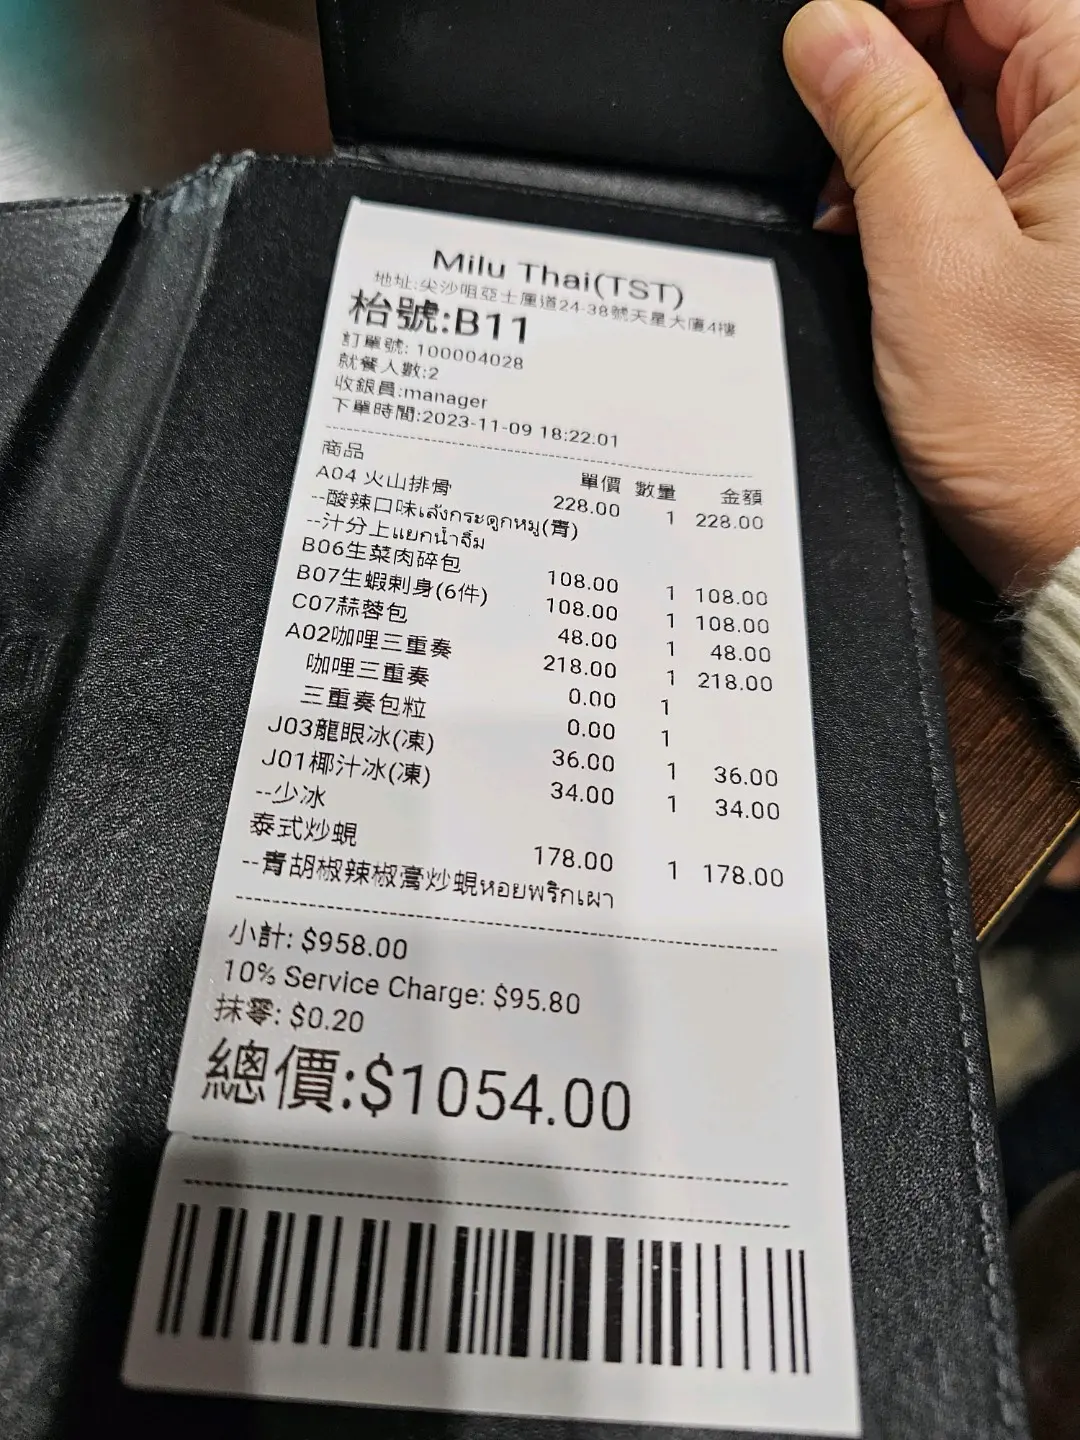 Milu Thai(TST)
地址:尖沙咀亞士厘道24-38號天星大廈4樓
枱號:B11
訂單號: 100004028
就餐人數:2
收銀員:manager
下單時間:2023-11-09 18:22:01
商品 單價 數量 金額
A04 火山排骨 228.00 1 228.00
--酸辣口味เล้งกระดูกหมู(青)
--汁分上แยกน้ำจิ้ม
B06生菜肉碎包 108.00 1 108.00
B07生蝦刺身(6件) 108.00 1 108.00
C07蒜蓉包 48.00 1 48.00
A02咖哩三重奏 218.00 1 218.00
咖哩三重奏 0.00 1
三重奏包粒 0.00 1
J03龍眼冰(凍) 36.00 1 36.00
J01椰汁冰(凍) 34.00 1 34.00
--少冰
泰式炒蜆 178.00 1 178.00
--青胡椒辣椒膏炒蜆หอยพริกเผา
小計: $958.00
10% Service Charge: $95.80
抹零: $0.20
總價:$1054.00